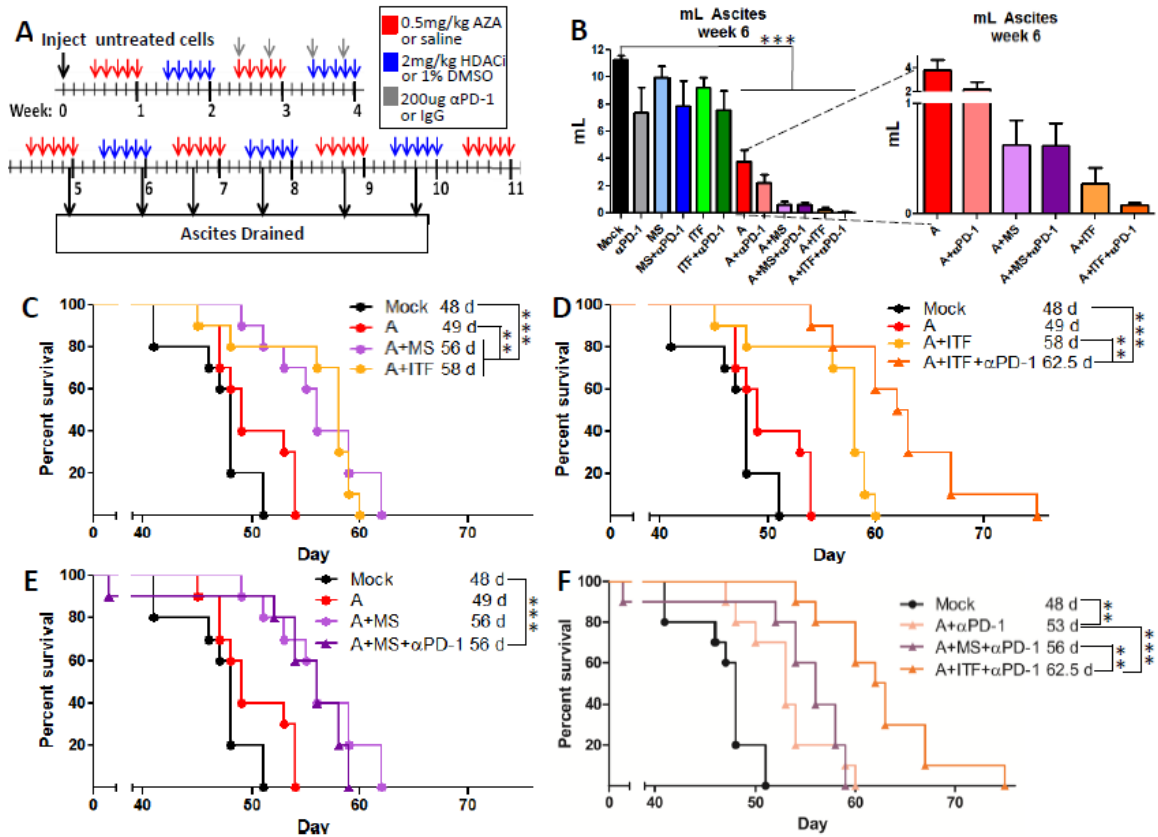 A
Inject untreated cells
0.5mg/kg AZA
or saline
2mg/kg HDACi
or 1% DMSO
200ug αPD-1
or IgG
Week: 0 1 2 3 4
5 6 7 8 9 10 11
Ascites Drained
B
mL Ascites
week 6
***
mL
12
10
8
6
4
2
0
Mock
αPD-1
MS
MS+αPD-1
ITF
ITF+αPD-1
A
A+αPD-1
A+MS
A+MS+αPD-1
A+ITF
A+ITF+αPD-1
mL Ascites
week 6
mL
4
2
1
0
A
A+αPD-1
A+MS
A+MS+αPD-1
A+ITF
A+ITF+αPD-1
C
Percent survival
100
80
60
40
20
0 40 50 60 70
Day
Mock 48 d
A 49 d
A+MS 56 d
A+ITF 58 d
**
***
D
Percent survival
100
80
60
40
20
0 40 50 60 70
Day
Mock 48 d
A 49 d
A+ITF 58 d
A+ITF+αPD-1 62.5 d
**
***
E
Percent survival
100
80
60
40
20
0 40 50 60 70
Day
Mock 48 d
A 49 d
A+MS 56 d
A+MS+αPD-1 56 d
***
F
Percent survival
100
80
60
40
20
0 40 50 60 70
Day
Mock 48 d
A+αPD-1 53 d
A+MS+αPD-1 56 d
A+ITF+αPD-1 62.5 d
**
**
***